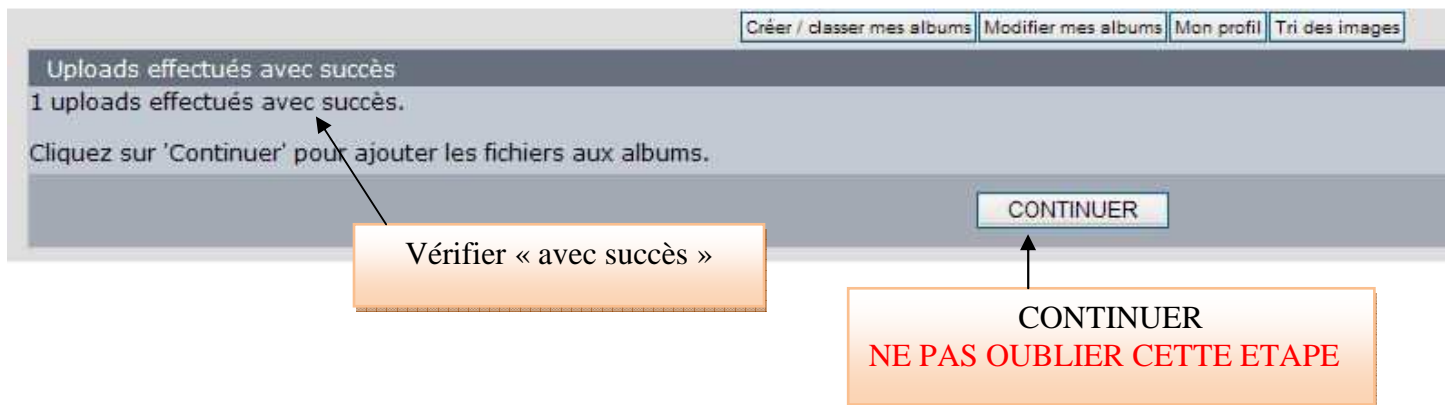 Créer / classer mes albums Modifier mes albums Mon profil Tri des images
Uploads effectués avec succès
1 uploads effectués avec succès.
Cliquez sur 'Continuer' pour ajouter les fichiers aux albums.
CONTINUER
Vérifier « avec succès »
CONTINUER
NE PAS OUBLIER CETTE ETAPE